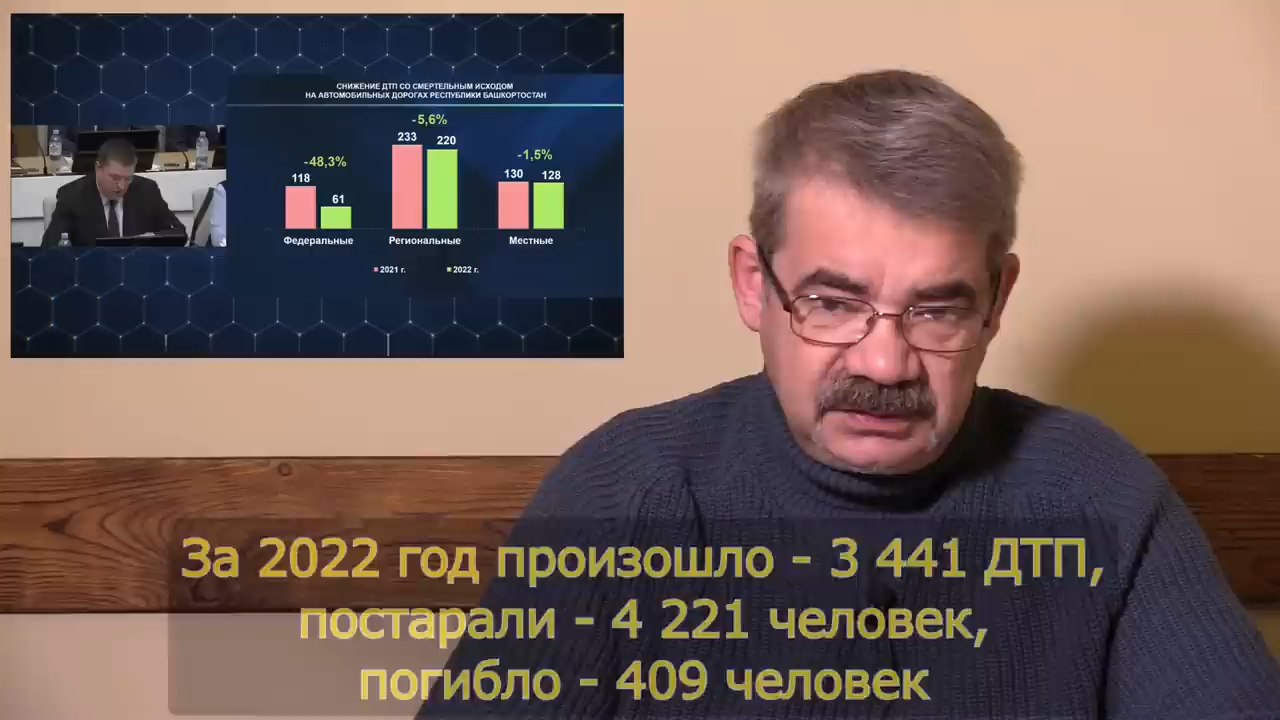 СНИЖЕНИЕ ДТП СО СМЕРТЕЛЬНЫМ ИСХОДОМ
НА АВТОМОБИЛЬНЫХ ДОРОГАХ РЕСПУБЛИКИ БАШКОРТОСТАН
-48,3%
118
61
Федеральные
-5,6%
233
220
Региональные
-1,5%
130
128
Местные
2021 г.
2022 г.
За 2022 год произошло - 3 441 ДТП,
постарали - 4 221 человек,
погибло - 409 человек